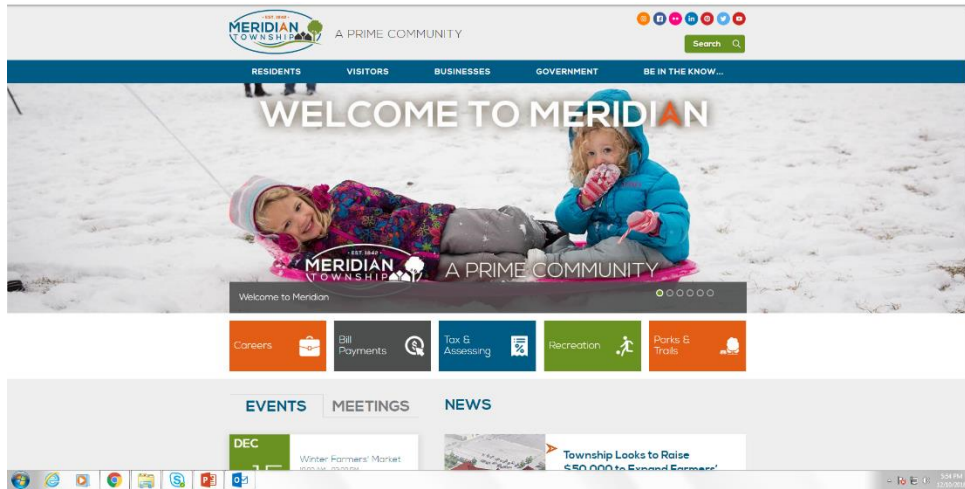 · EST. 1842 ·
MERIDIAN
TOWNSHIP
A PRIME COMMUNITY
Search
RESIDENTS VISITORS BUSINESSES GOVERNMENT BE IN THE KNOW...
WELCOME TO MERIDIAN
· EST. 1842 ·
MERIDIAN
TOWNSHIP
A PRIME COMMUNITY
Welcome to Meridian
Careers
Bill
Payments
Tax &
Assessing
Recreation
Parks &
Trails
EVENTS MEETINGS NEWS
DEC
Winter Farmers' Market
Township Looks to Raise
$50,000 to Expand Farmers'